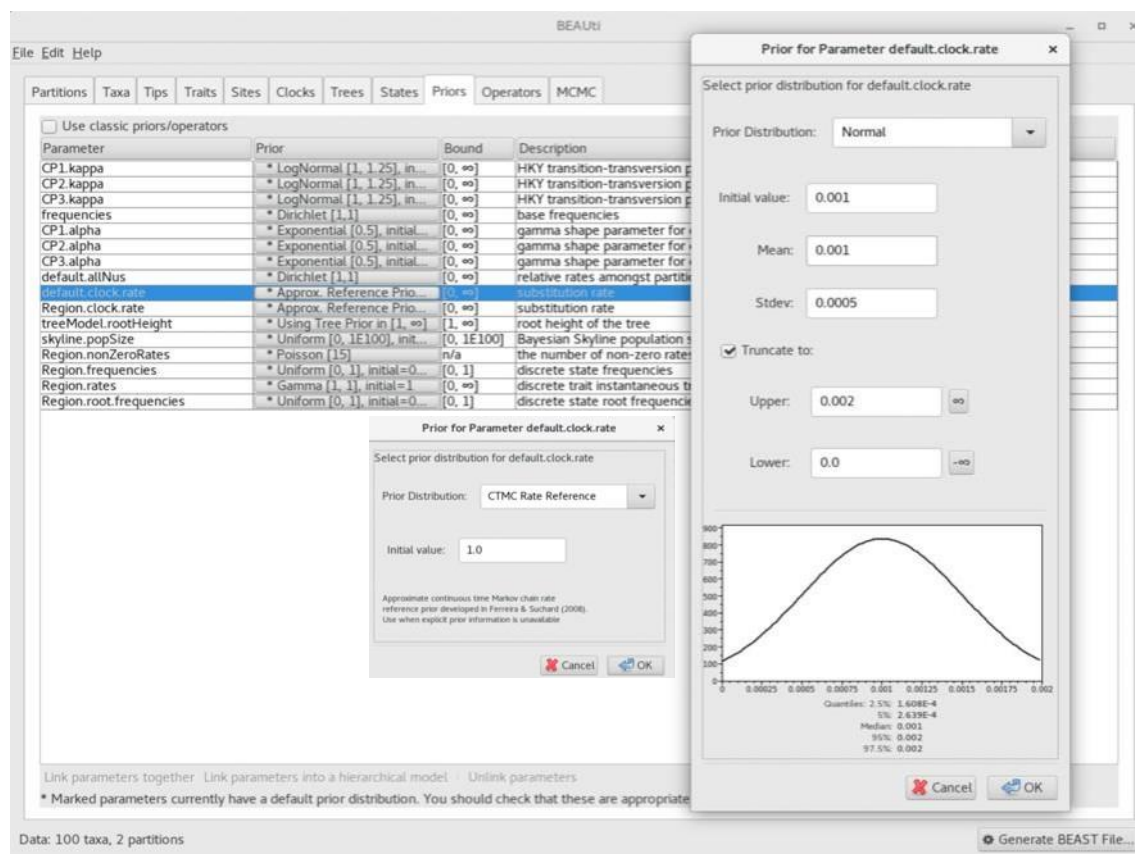 BEAUti
File Edit Help
Partitions Taxa Tips Traits Sites Clocks Trees States Priors Operators MCMC
Use classic priors/operators
Parameter Prior Bound Description
CP1.kappa * LogNormal [1, 1.25], in... [0, ∞] HKY transition-transversion p
CP2.kappa * LogNormal [1, 1.25], in... [0, ∞] HKY transition-transversion p
CP3.kappa * LogNormal [1, 1.25], in... [0, ∞] HKY transition-transversion p
frequencies * Dirichlet [1,1] [0, ∞] base frequencies
CP1.alpha * Exponential [0.5], initial... [0, ∞] gamma shape parameter for
CP2.alpha * Exponential [0.5], initial... [0, ∞] gamma shape parameter for
CP3.alpha * Exponential [0.5], initial... [0, ∞] gamma shape parameter for
default.allNus * Dirichlet [1,1] [0, ∞] relative rates amongst partiti
default.clock.rate * Approx. Reference Prio... [0, ∞] substitution rate
Region.clock.rate * Approx. Reference Prio... [0, ∞] substitution rate
treeModel.rootHeight * Using Tree Prior in [1, ∞] [1, ∞] root height of the tree
skyline.popSize * Uniform [0, 1E100], init... [0, 1E100] Bayesian Skyline population s
Region.nonZeroRates * Poisson [15] n/a the number of non-zero rates
Region.frequencies * Uniform [0, 1], initial=0... [0, 1] discrete state frequencies
Region.rates * Gamma [1, 1], initial=1 [0, ∞] discrete trait instantaneous t
Region.root.frequencies * Uniform [0, 1], initial=0... [0, 1] discrete state root frequencie
Prior for Parameter default.clock.rate
Select prior distribution for default.clock.rate
Prior Distribution: CTMC Rate Reference
Initial value: 1.0
Approximate continuous time Markov chain rate
reference prior developed in Ferreira & Suchard (2008).
Use when explicit prior information is unavailable
Cancel OK
Prior for Parameter default.clock.rate
Select prior distribution for default.clock.rate
Prior Distribution: Normal
Initial value: 0.001
Mean: 0.001
Stdev: 0.0005
Truncate to:
Upper: 0.002 ∞
Lower: 0.0 -∞
900
800
700
600
500
400
300
200
100
0
0 0.00025 0.0005 0.00075 0.001 0.00125 0.0015 0.00175 0.002
Quantiles: 2.5%: 1.608E-4
5%: 2.639E-4
Median: 0.001
95%: 0.002
97.5%: 0.002
Cancel OK
Link parameters together Link parameters into a hierarchical model Unlink parameters
* Marked parameters currently have a default prior distribution. You should check that these are appropriate
Data: 100 taxa, 2 partitions
Generate BEAST File...